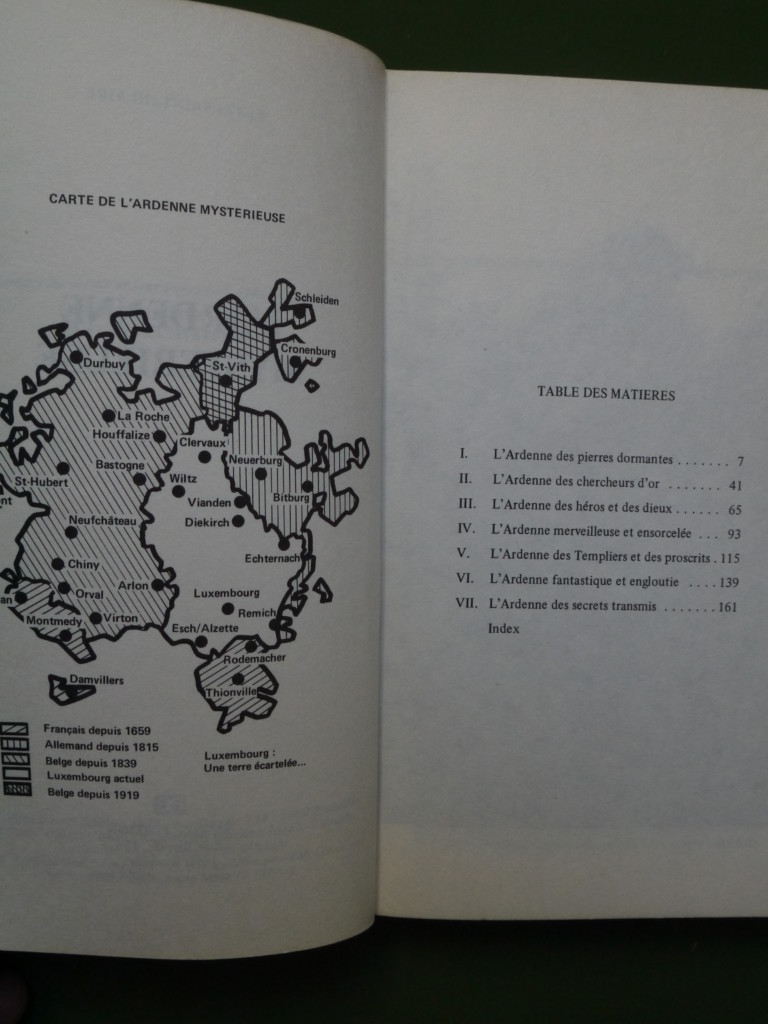 CARTE DE L'ARDENNE MYSTERIEUSE
Schleiden
Cronenburg
Durbuy
St-Vith
La Roche
Houffalize
Clervaux
Bastogne
Neuerburg
St-Hubert
Wiltz
Bitburg
Vianden
Diekirch
Neufchâteau
Echternach
Chiny
Arlon
Orval
Luxembourg
Remich
Montmedy
Virton
Esch/Alzette
Rodemacher
Damvillers
Thionville
Français depuis 1659
Allemand depuis 1815
Belge depuis 1839
Luxembourg actuel
Belge depuis 1919
Luxembourg :
Une terre écartelée...
TABLE DES MATIERES
I. L'Ardenne des pierres dormantes ....... 7
II. L'Ardenne des chercheurs d'or ....... 41
III. L'Ardenne des héros et des dieux ...... 65
IV. L'Ardenne merveilleuse et ensorcelée ... 93
V. L'Ardenne des Templiers et des proscrits . 115
VI. L'Ardenne fantastique et engloutie .... 139
VII. L'Ardenne des secrets transmis ....... 161
Index